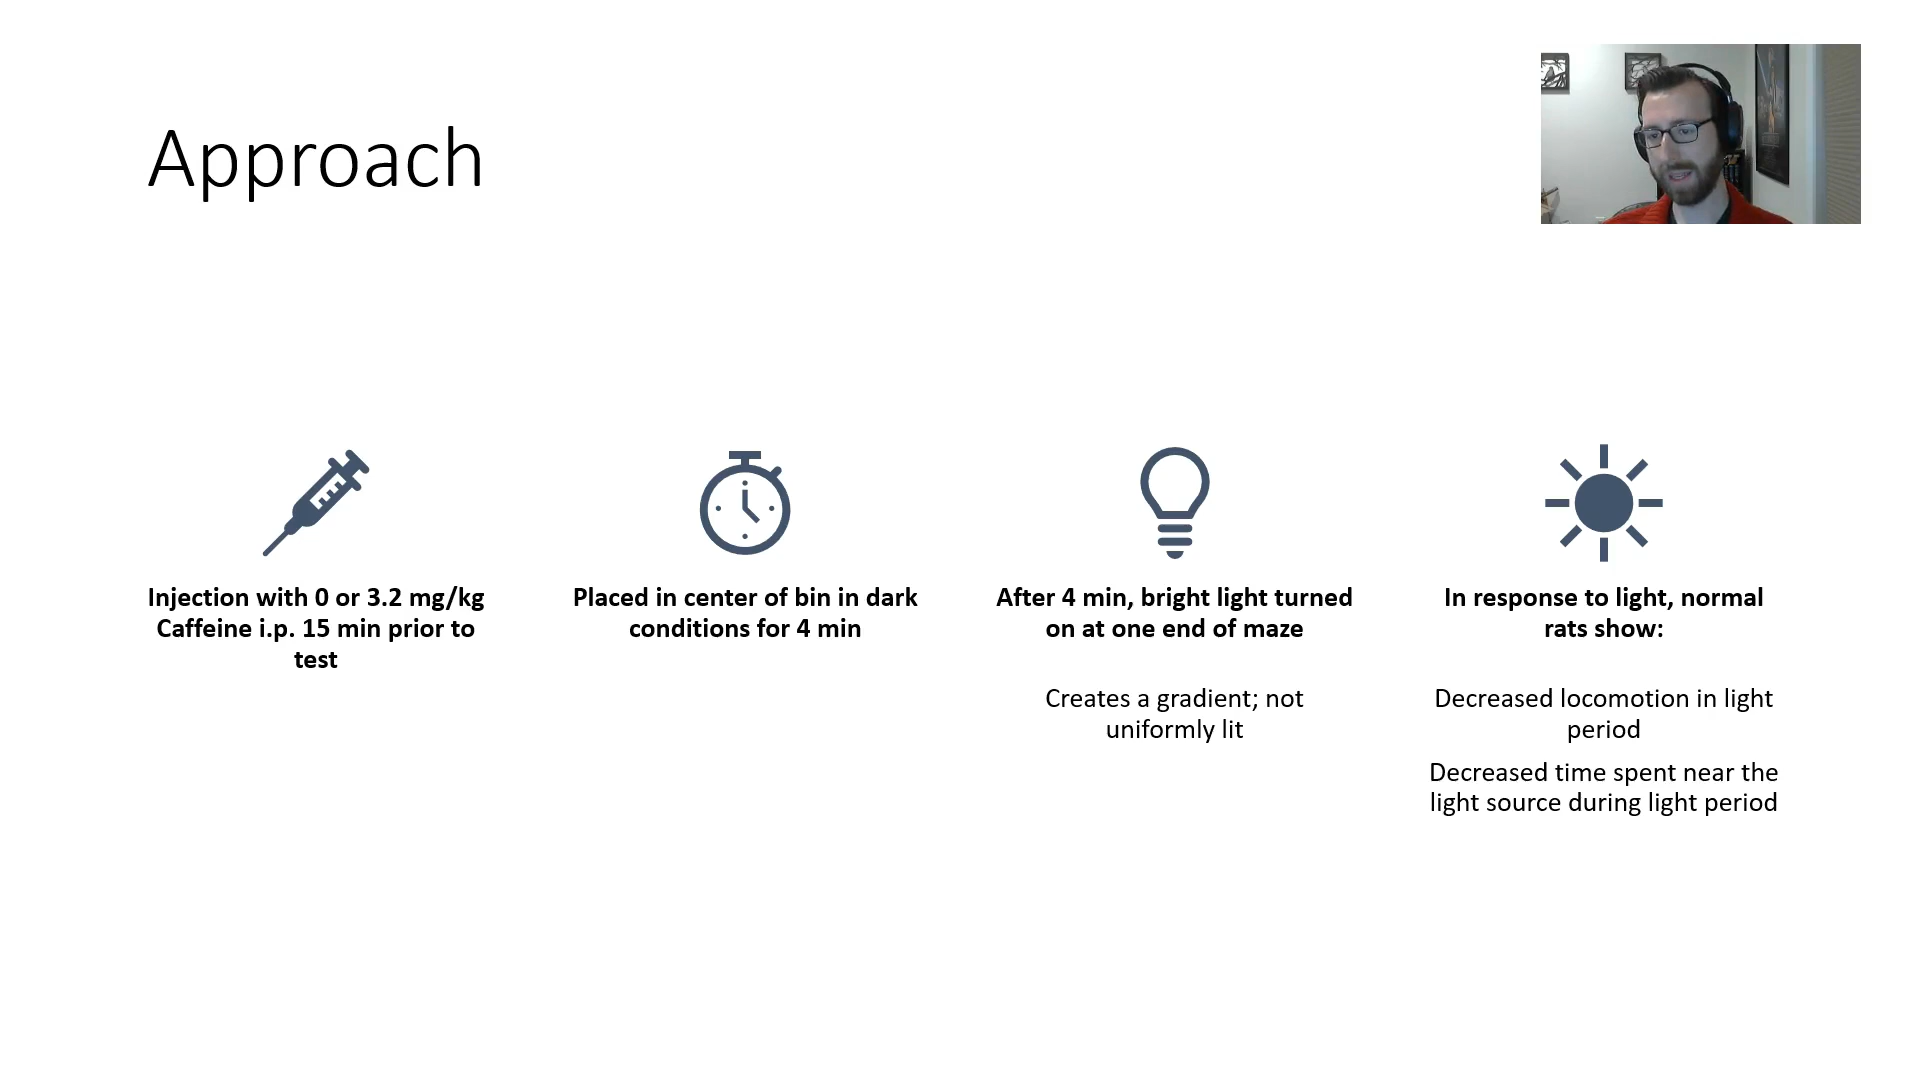 Approach
Injection with 0 or 3.2 mg/kg
Caffeine i.p. 15 min prior to
test
Placed in center of bin in dark
conditions for 4 min
After 4 min, bright light turned
on at one end of maze
Creates a gradient; not
uniformly lit
In response to light, normal
rats show:
Decreased locomotion in light
period
Decreased time spent near the
light source during light period